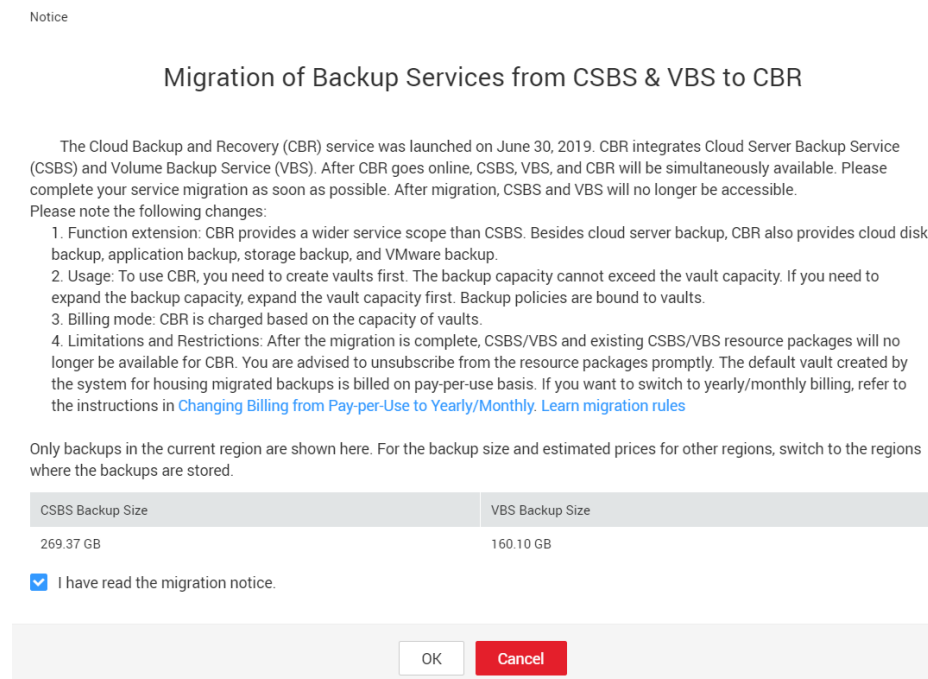 Notice
Migration of Backup Services from CSBS & VBS to CBR
The Cloud Backup and Recovery (CBR) service was launched on June 30, 2019. CBR integrates Cloud Server Backup Service
(CSBS) and Volume Backup Service (VBS). After CBR goes online, CSBS, VBS, and CBR will be simultaneously available. Please
complete your service migration as soon as possible. After migration, CSBS and VBS will no longer be accessible.
Please note the following changes:
1. Function extension: CBR provides a wider service scope than CSBS. Besides cloud server backup, CBR also provides cloud disk
backup, application backup, storage backup, and VMware backup.
2. Usage: To use CBR, you need to create vaults first. The backup capacity cannot exceed the vault capacity. If you need to
expand the backup capacity, expand the vault capacity first. Backup policies are bound to vaults.
3. Billing mode: CBR is charged based on the capacity of vaults.
4. Limitations and Restrictions: After the migration is complete, CSBS/VBS and existing CSBS/VBS resource packages will no
longer be available for CBR. You are advised to unsubscribe from the resource packages promptly. The default vault created by
the system for housing migrated backups is billed on pay-per-use basis. If you want to switch to yearly/monthly billing, refer to
the instructions in Changing Billing from Pay-per-Use to Yearly/Monthly. Learn migration rules
Only backups in the current region are shown here. For the backup size and estimated prices for other regions, switch to the regions
where the backups are stored.
CSBS Backup Size VBS Backup Size
269.37 GB 160.10 GB
I have read the migration notice.
OK Cancel